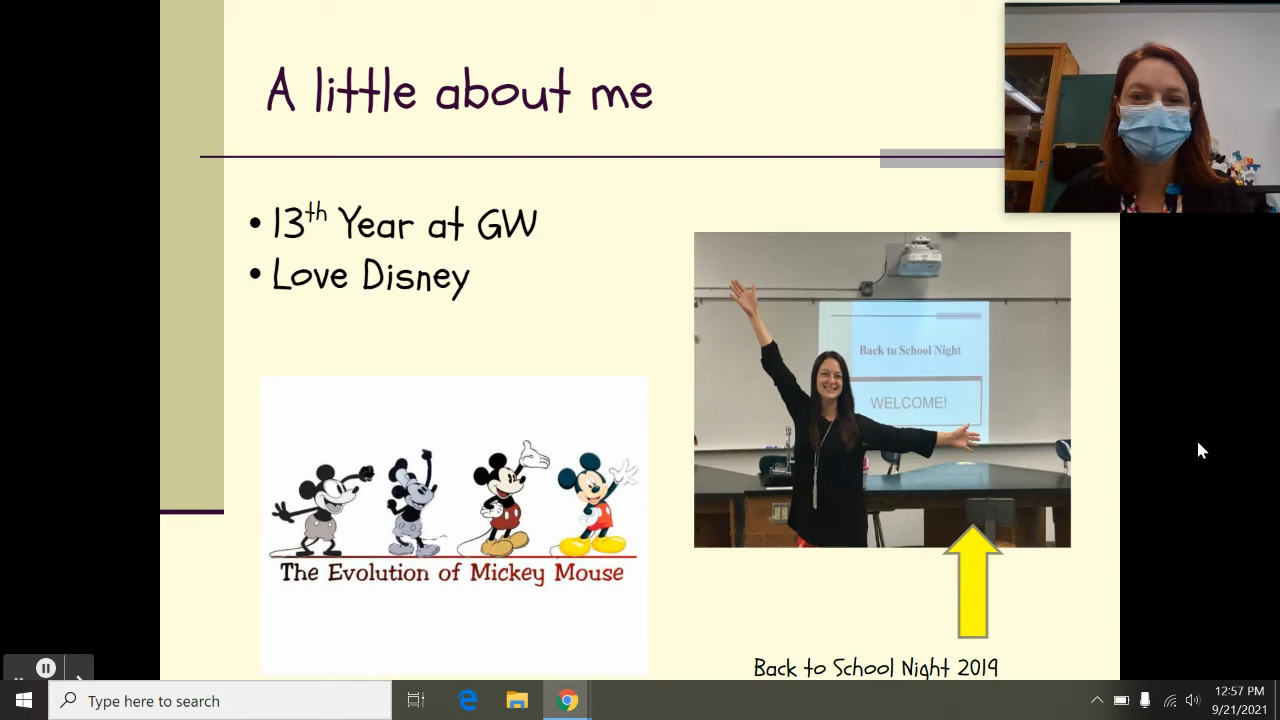 A little about me
• 13th Year at GW
• Love Disney
Back to School Night
WELCOME!
The Evolution of Mickey Mouse
Back to School Night 2019
Type here to search
12:57 PM
9/21/2021